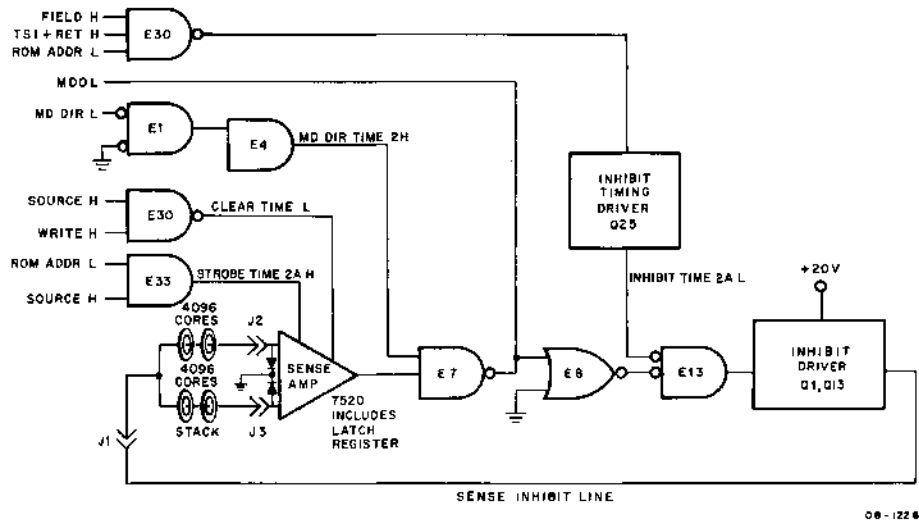 FIELD H
TSI + RET H
ROM ADDR L
E30
MDO L
MD DIR L
E1
E4
MD DIR TIME 2H
SOURCE H
WRITE H
E30
CLEAR TIME L
ROM ADDR L
SOURCE H
E33
STROBE TIME 2A H
INHIBIT
TIMING
DRIVER
Q25
INHIBIT TIME 2A L
+20V
4096
CORES
J2
4096
CORES
STACK
J3
J1
SENSE
AMP
7520
INCLUDES
LATCH
REGISTER
E7
E8
E13
INHIBIT
DRIVER
Q1, Q13
SENSE INHIBIT LINE
08-1226